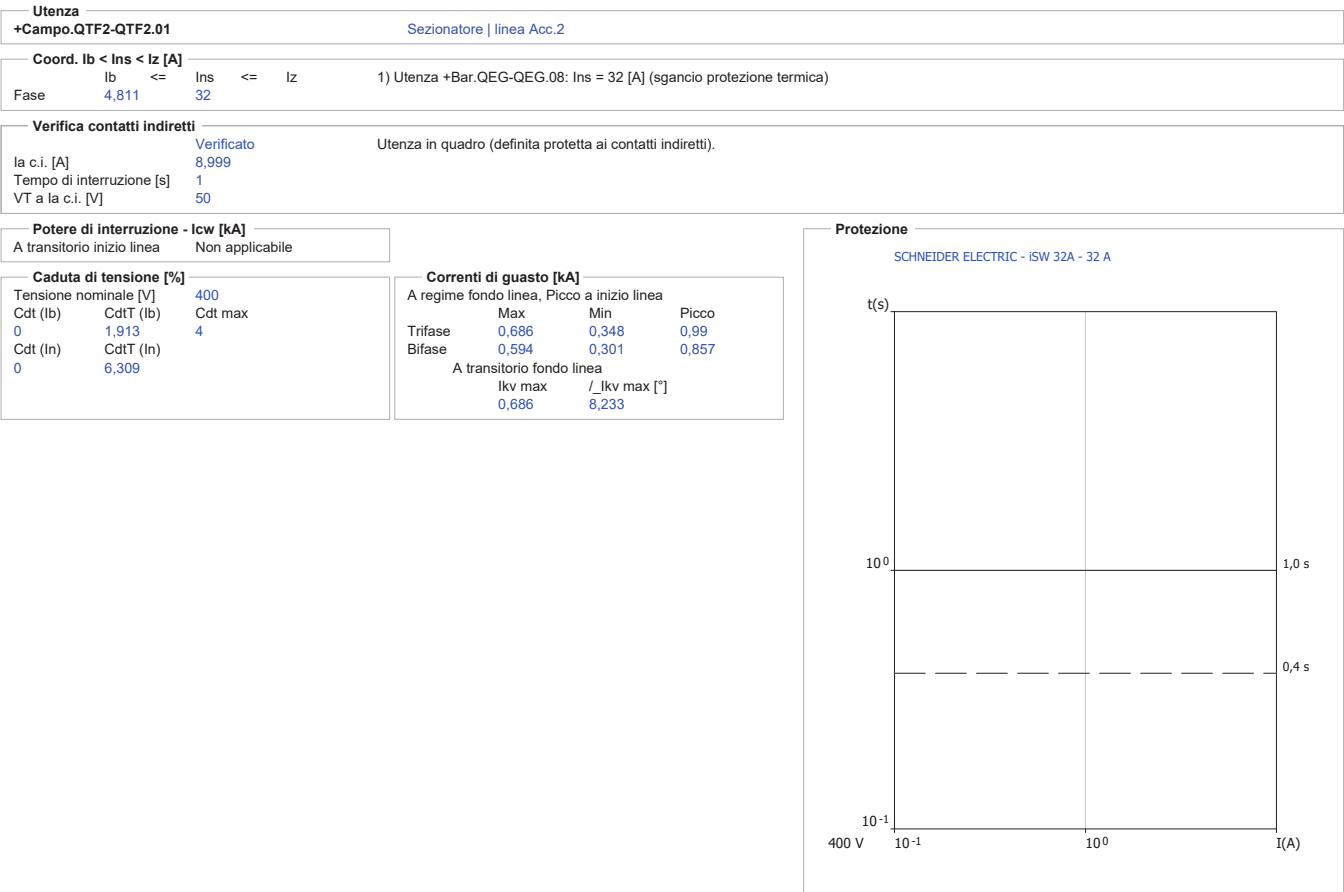 Utenza
+Campo.QTF2-QTF2.01 Sezionatore | linea Acc.2
Coord. Ib < Ins < Iz [A]
Ib <= Ins <= Iz 1) Utenza +Bar.QEG-QEG.08: Ins = 32 [A] (sgancio protezione termica)
Fase 4,811 32
Verifica contatti indiretti
Verificato Utenza in quadro (definita protetta ai contatti indiretti).
Ia c.i. [A] 8,999
Tempo di interruzione [s] 1
VT a Ia c.i. [V] 50
Potere di interruzione - Icw [kA]
A transitorio inizio linea Non applicabile
Caduta di tensione [%]
Tensione nominale [V] 400
Cdt (Ib) CdtT (Ib) Cdt max
0 1,913 4
Cdt (In) CdtT (In)
0 6,309
Correnti di guasto [kA]
A regime fondo linea, Picco a inizio linea
Max Min Picco
Trifase 0,686 0,348 0,99
Bifase 0,594 0,301 0,857
A transitorio fondo linea
Ikv max /_Ikv max [°]
0,686 8,233
Protezione
SCHNEIDER ELECTRIC - iSW 32A - 32 A
t(s)
10⁰ 1,0 s
0,4 s
10⁻¹
400 V 10⁻¹ 10⁰ I(A)